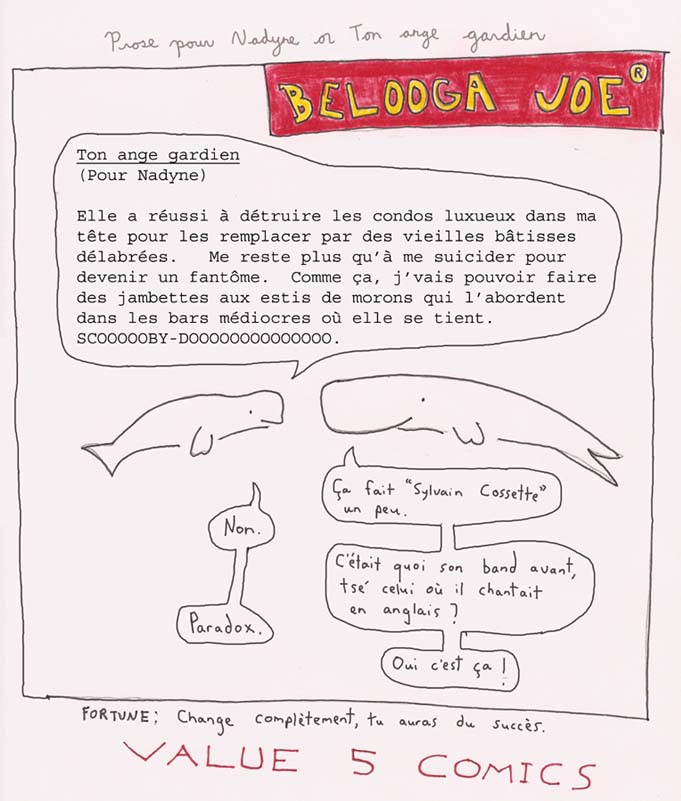 Prose pour Nadyne or Ton ange gardien
BELOOGA JOE®
Ton ange gardien
(Pour Nadyne)
Elle a réussi à détruire les condos luxueux dans ma
tête pour les remplacer par des vieilles bâtisses
délabrées. Me reste plus qu'à me suicider pour
devenir un fantôme. Comme ça, j'vais pouvoir faire
des jambettes aux estis de morons qui l'abordent
dans les bars médiocres où elle se tient.
SCOOOOOBY-DOOOOOOOOOOOOOO.
Ça fait "Sylvain Cossette"
un peu.
Non.
C'était quoi son band avant,
tsé celui où il chantait
en anglais ?
Paradox.
Oui c'est ça !
FORTUNE; Change complètement, tu auras du succès.
VALUE 5 COMICS